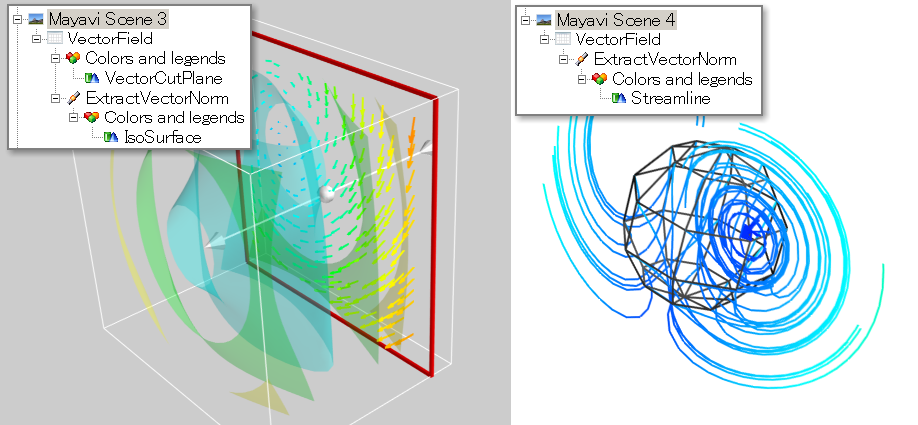 Mayavi Scene 3
VectorField
Colors and legends
VectorCutPlane
ExtractVectorNorm
Colors and legends
IsoSurface
Mayavi Scene 4
VectorField
ExtractVectorNorm
Colors and legends
Streamline